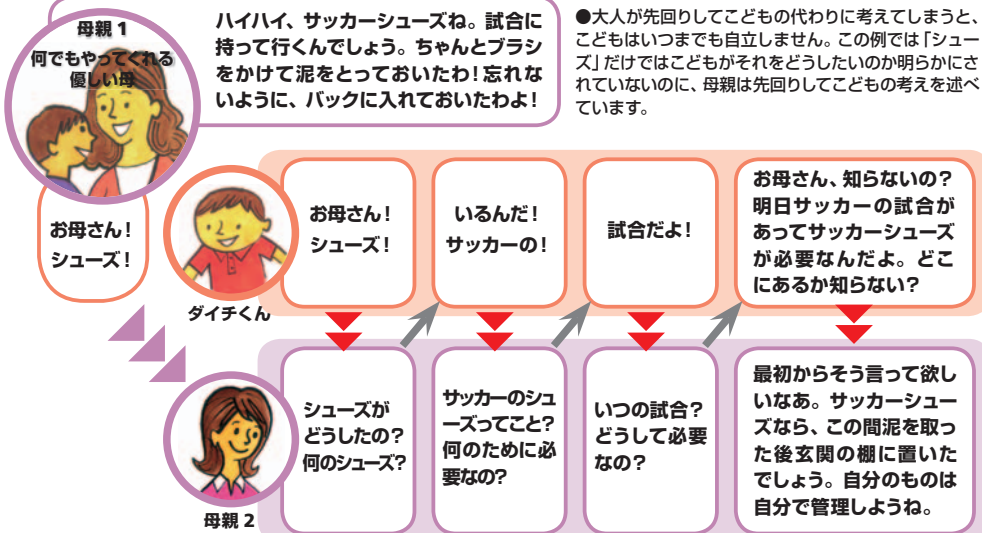 母親 1
何でもやってくれる
優しい母
ハイハイ、サッカーシューズね。試合に
持って行くんでしょう。ちゃんとブラシ
をかけて泥をとっておいたわ!忘れな
いように、バックに入れておいたわよ!
●大人が先回りしてこどもの代わりに考えてしまうと、
こどもはいつまでも自立しません。この例では「シュー
ズ」だけではこどもがそれをどうしたいのか明らかにさ
れていないのに、母親は先回りしてこどもの考えを述べ
ています。
お母さん!
シューズ!
ダイチくん
お母さん!
シューズ!
いるんだ!
サッカーの!
試合だよ!
お母さん、知らないの?
明日サッカーの試合が
あってサッカーシューズ
が必要なんだよ。どこ
にあるか知らない?
母親 2
シューズが
どうしたの?
何のシューズ?
サッカーのシュ
ーズってこと?
何のために必
要なの?
いつの試合?
どうして必要
なの?
最初からそう言って欲し
いなあ。サッカーシュー
ズなら、この間泥を取っ
た後玄関の棚に置いた
でしょう。自分のものは
自分で管理しようね。